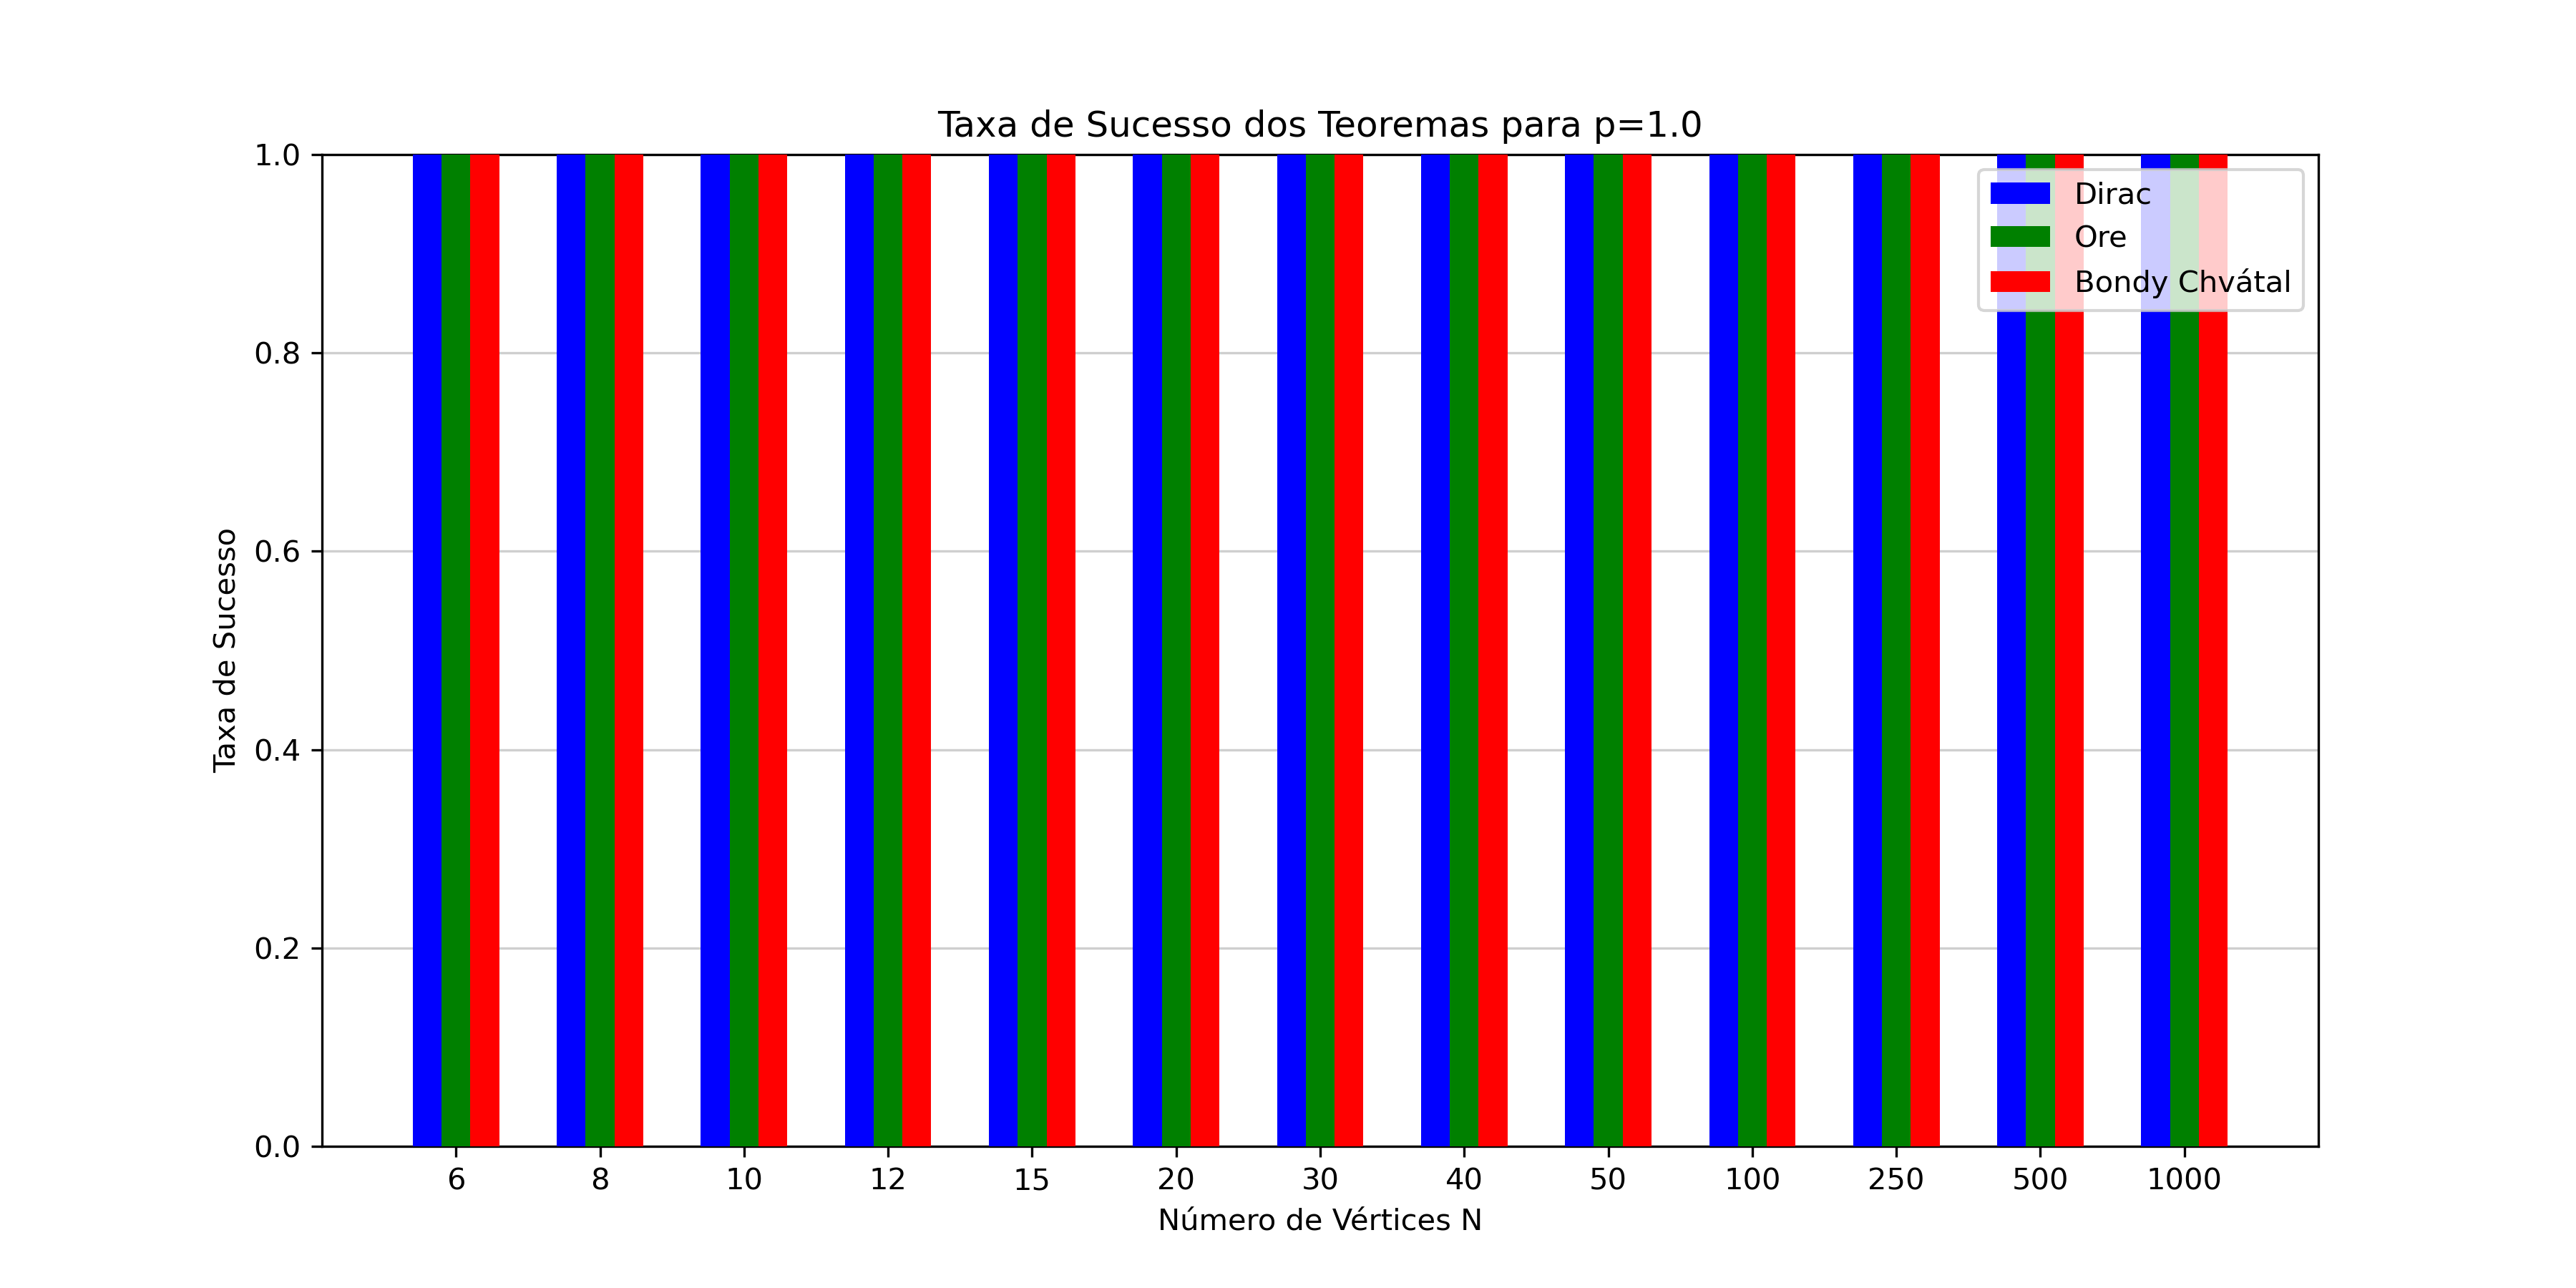 Taxa de Sucesso dos Teoremas para p=1.0
1.0
0.8
0.6
0.4
0.2
0.0
Taxa de Sucesso
Dirac
Ore
Bondy Chvátal
6 8 10 12 15 20 30 40 50 100 250 500 1000
Número de Vértices N